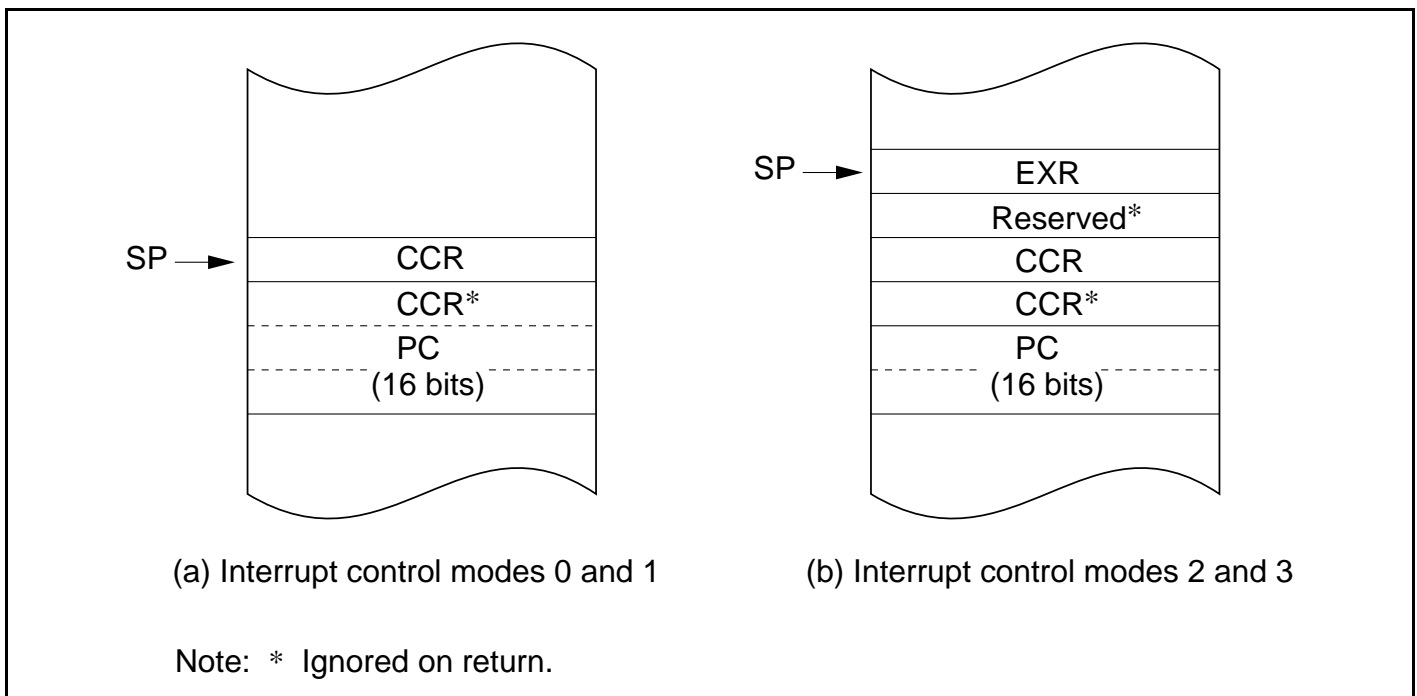 SP
CCR
CCR*
PC
(16 bits)
(a) Interrupt control modes 0 and 1
SP
EXR
Reserved*
CCR
CCR*
PC
(16 bits)
(b) Interrupt control modes 2 and 3
Note: * Ignored on return.